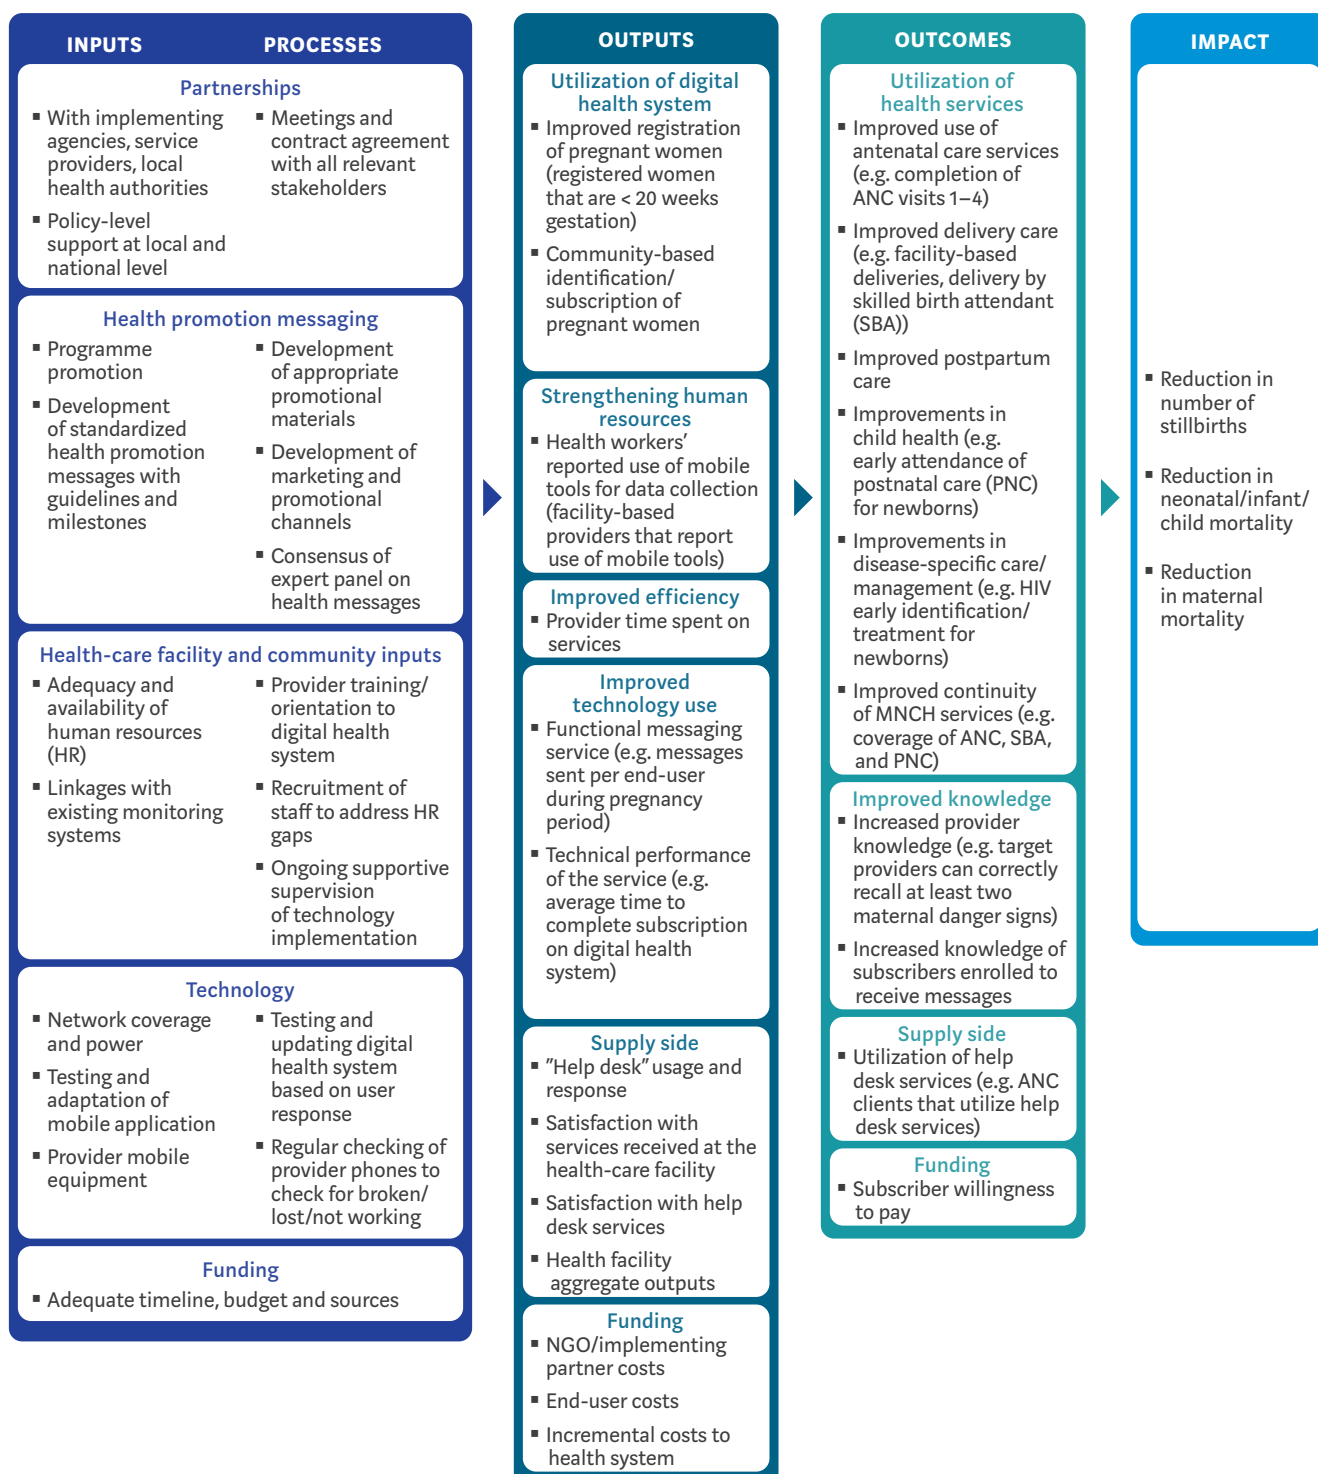 INPUTS
PROCESSES
Partnerships
▪ With implementing
agencies, service
providers, local
health authorities
▪ Policy-level
support at local and
national level
▪ Meetings and
contract agreement
with all relevant
stakeholders
Health promotion messaging
▪ Programme
promotion
▪ Development
of standardized
health promotion
messages with
guidelines and
milestones
▪ Development
of appropriate
promotional
materials
▪ Development of
marketing and
promotional
channels
▪ Consensus of
expert panel on
health messages
Health-care facility and community inputs
▪ Adequacy and
availability of
human resources
(HR)
▪ Linkages with
existing monitoring
systems
▪ Provider training/
orientation to
digital health
system
▪ Recruitment of
staff to address HR
gaps
▪ Ongoing supportive
supervision
of technology
implementation
Technology
▪ Network coverage
and power
▪ Testing and
adaptation of
mobile application
▪ Provider mobile
equipment
▪ Testing and
updating digital
health system
based on user
response
▪ Regular checking of
provider phones to
check for broken/
lost/not working
Funding
▪ Adequate timeline, budget and sources
OUTPUTS
Utilization of digital
health system
▪ Improved registration
of pregnant women
(registered women
that are < 20 weeks
gestation)
▪ Community-based
identification/
subscription of
pregnant women
Strengthening human
resources
▪ Health workers’
reported use of mobile
tools for data collection
(facility-based
providers that report
use of mobile tools)
Improved efficiency
▪ Provider time spent on
services
Improved
technology use
▪ Functional messaging
service (e.g. messages
sent per end-user
during pregnancy
period)
▪ Technical performance
of the service (e.g.
average time to
complete subscription
on digital health
system)
Supply side
▪ ”Help desk” usage and
response
▪ Satisfaction with
services received at the
health-care facility
▪ Satisfaction with help
desk services
▪ Health facility
aggregate outputs
Funding
▪ NGO/implementing
partner costs
▪ End-user costs
▪ Incremental costs to
health system
OUTCOMES
Utilization of
health services
▪ Improved use of
antenatal care services
(e.g. completion of
ANC visits 1–4)
▪ Improved delivery care
(e.g. facility-based
deliveries, delivery by
skilled birth attendant
(SBA))
▪ Improved postpartum
care
▪ Improvements in
child health (e.g.
early attendance of
postnatal care (PNC)
for newborns)
▪ Improvements in
disease-specific care/
management (e.g. HIV
early identification/
treatment for
newborns)
▪ Improved continuity
of MNCH services (e.g.
coverage of ANC, SBA,
and PNC)
Improved knowledge
▪ Increased provider
knowledge (e.g. target
providers can correctly
recall at least two
maternal danger signs)
▪ Increased knowledge of
subscribers enrolled to
receive messages
Supply side
▪ Utilization of help
desk services (e.g. ANC
clients that utilize help
desk services)
Funding
▪ Subscriber willingness
to pay
IMPACT
▪ Reduction in
number of
stillbirths
▪ Reduction in
neonatal/infant/
child mortality
▪ Reduction
in maternal
mortality